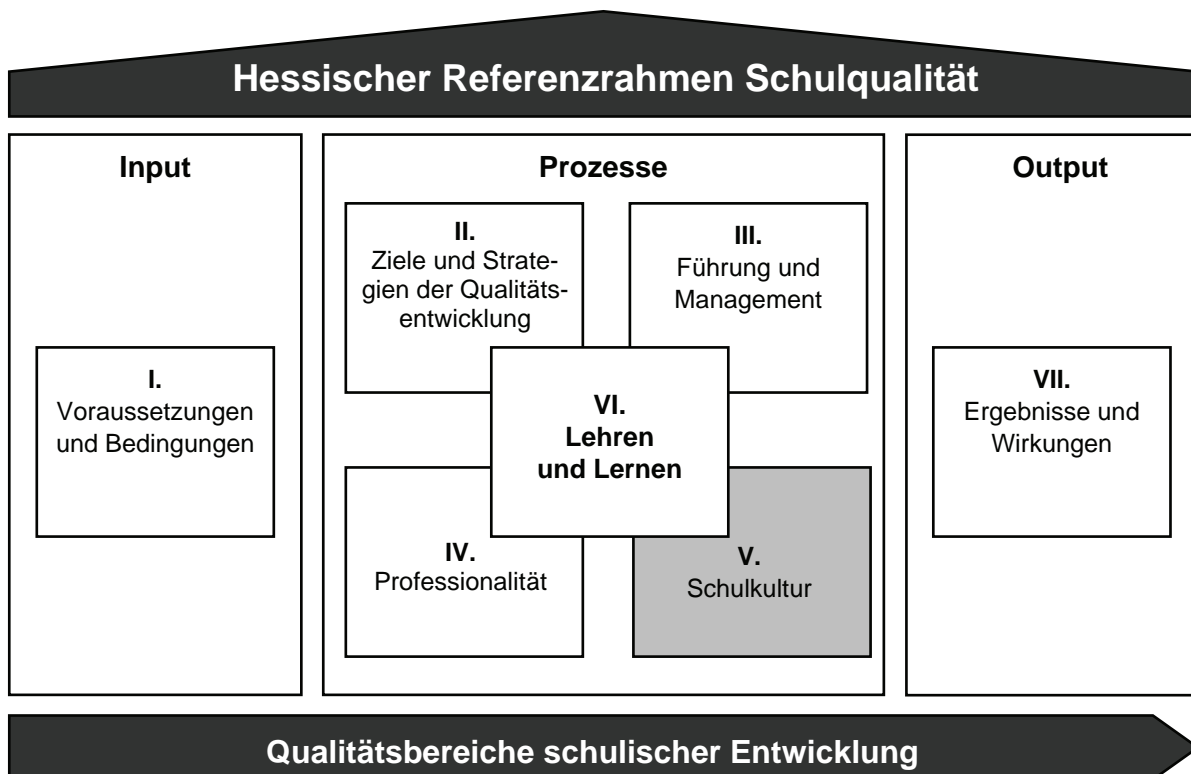 Hessischer Referenzrahmen Schulqualität
Input
I.
Voraussetzungen
und Bedingungen
Prozesse
II.
Ziele und Strate-
gien der Qualitäts-
entwicklung
III.
Führung und
Management
VI.
Lehren
und Lernen
IV.
Professionalität
V.
Schulkultur
Output
VII.
Ergebnisse und
Wirkungen
Qualitätsbereiche schulischer Entwicklung